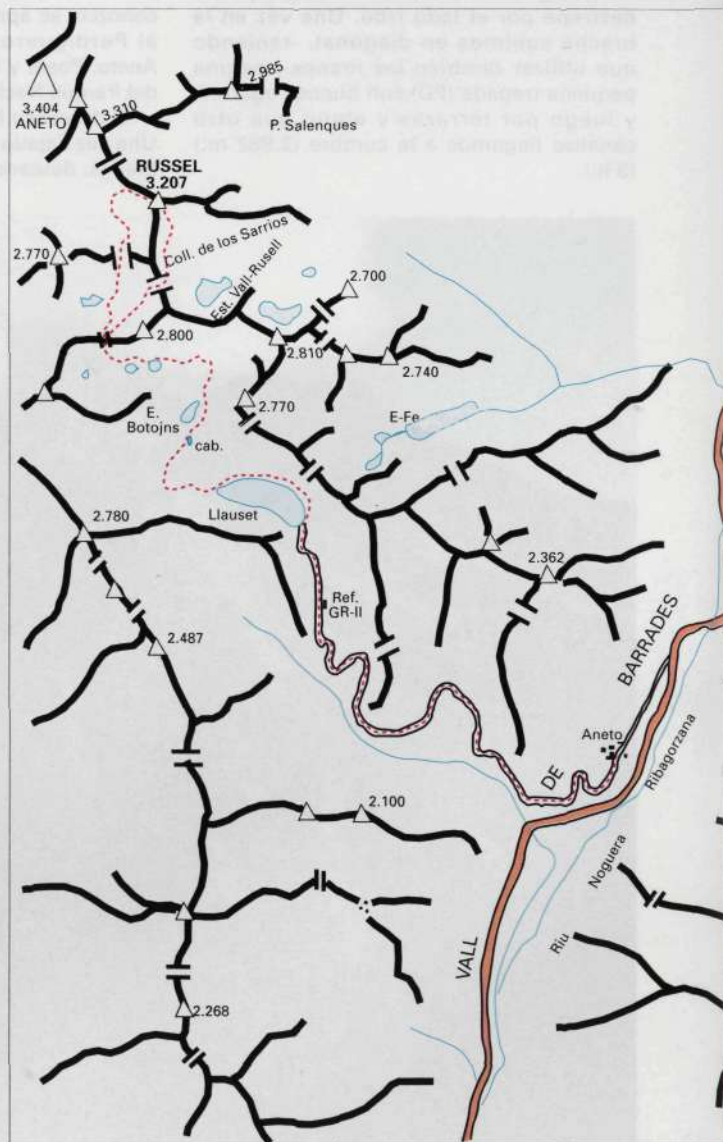 3.404
ANETO
3.310
2.985
P. Salenques
RUSSEL
3.207
2.770
Coll. de los Sarrios
Est. Vall-Rusell
2.700
2.800
2.810
2.740
2.770
E.
Botojns
cab.
E-Fe
Llauset
2.780
2.362
Ref.
GR-II
2.487
BARRADES
Aneto
DE
Ribagorzana
2.100
Noguera
VALL
Riu
2.268